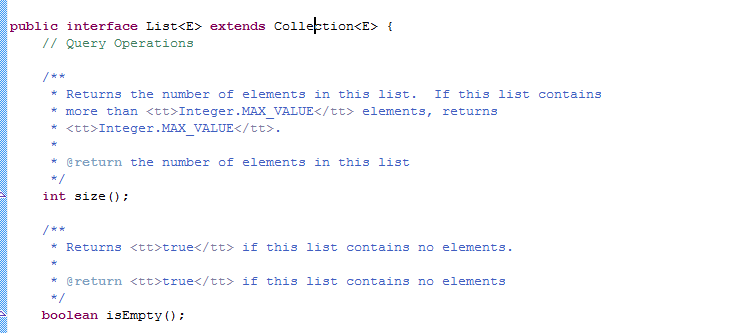 public interface List<E> extends Collection<E> {
    // Query Operations

    /**
     * Returns the number of elements in this list.  If this list contains
     * more than <tt>Integer.MAX_VALUE</tt> elements, returns
     * <tt>Integer.MAX_VALUE</tt>.
     *
     * @return the number of elements in this list
     */
    int size();

    /**
     * Returns <tt>true</tt> if this list contains no elements.
     *
     * @return <tt>true</tt> if this list contains no elements
     */
    boolean isEmpty();